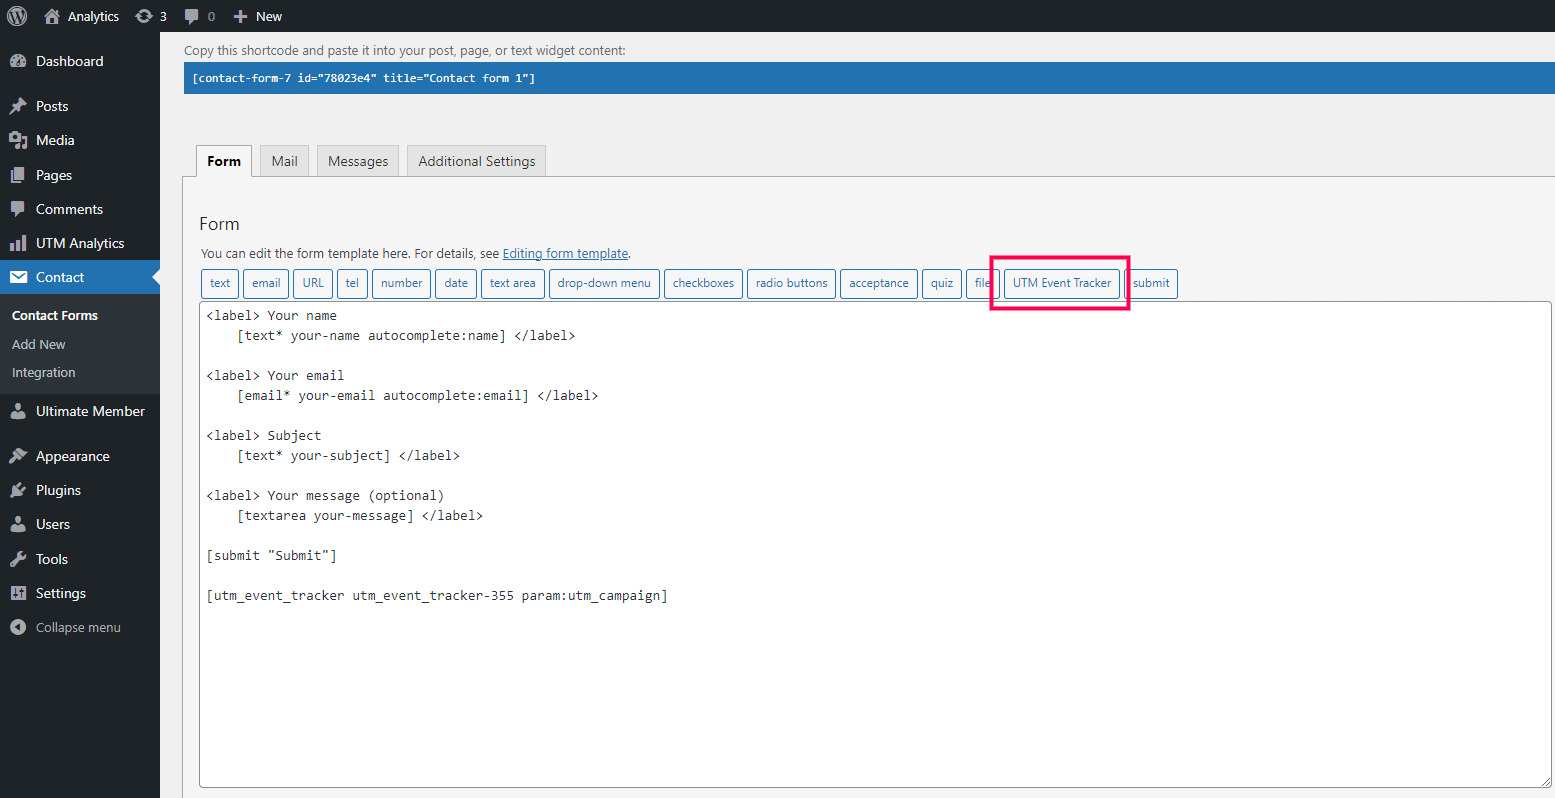 Analytics 3 0 New
Dashboard
Posts
Media
Pages
Comments
UTM Analytics
Contact
Contact Forms
Add New
Integration
Ultimate Member
Appearance
Plugins
Users
Tools
Settings
Collapse menu
Copy this shortcode and paste it into your post, page, or text widget content:
[contact-form-7 id="78023e4" title="Contact form 1"]
Form Mail Messages Additional Settings
Form
You can edit the form template here. For details, see Editing form template.
text email URL tel number date text area drop-down menu checkboxes radio buttons acceptance quiz file UTM Event Tracker submit
<label> Your name
[text* your-name autocomplete:name] </label>
<label> Your email
[email* your-email autocomplete:email] </label>
<label> Subject
[text* your-subject] </label>
<label> Your message (optional)
[textarea your-message] </label>
[submit "Submit"]
[utm_event_tracker utm_event_tracker-355 param:utm_campaign]